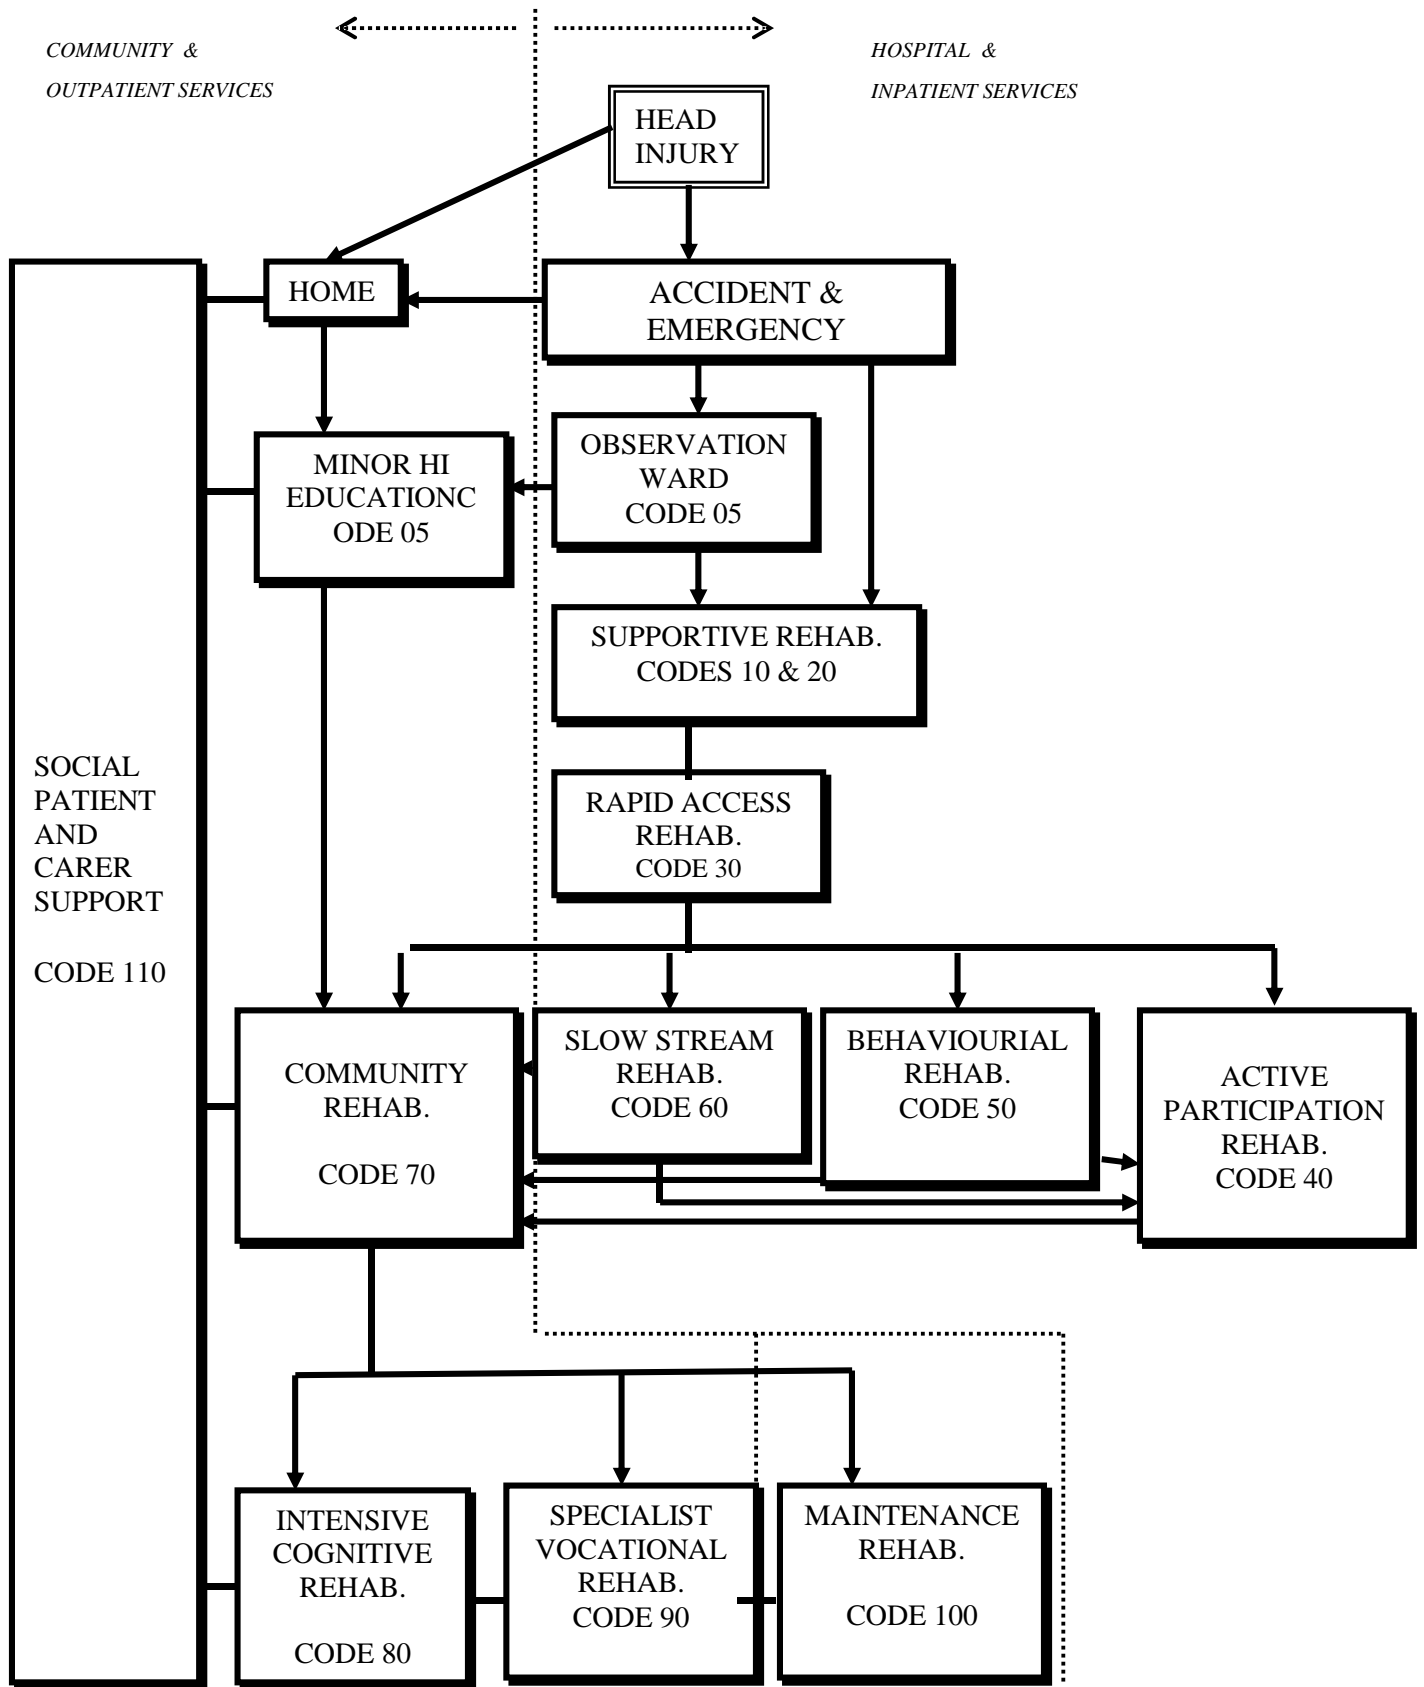 COMMUNITY &
OUTPATIENT SERVICES
HOSPITAL &
INPATIENT SERVICES
HEAD
INJURY
HOME
ACCIDENT &
EMERGENCY
MINOR HI
EDUCATIONC
ODE 05
OBSERVATION
WARD
CODE 05
SUPPORTIVE REHAB.
CODES 10 & 20
RAPID ACCESS
REHAB.
CODE 30
SOCIAL
PATIENT
AND
CARER
SUPPORT
CODE 110
COMMUNITY
REHAB.
CODE 70
SLOW STREAM
REHAB.
CODE 60
BEHAVIOURIAL
REHAB.
CODE 50
ACTIVE
PARTICIPATION
REHAB.
CODE 40
INTENSIVE
COGNITIVE
REHAB.
CODE 80
SPECIALIST
VOCATIONAL
REHAB.
CODE 90
MAINTENANCE
REHAB.
CODE 100